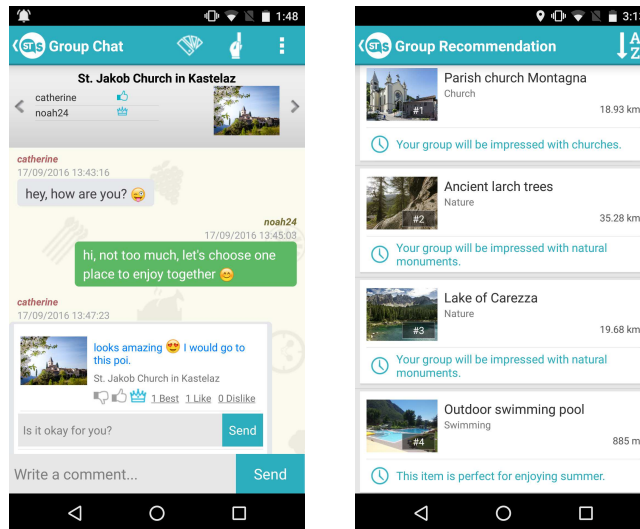 1:48
STS Group Chat
St. Jakob Church in Kastelaz
catherine
noah24
catherine
17/09/2016 13:43:16
hey, how are you? 😜
noah24
17/09/2016 13:45:03
hi, not too much, let's choose one
place to enjoy together 😊
catherine
17/09/2016 13:47:23
looks amazing 😍 I would go to
this poi.
St. Jakob Church in Kastelaz
1 Best 1 Like 0 Dislike
Is it okay for you? Send
Write a comment... Send
3:13
STS Group Recommendation
A
Z
Parish church Montagna
Church
#1
18.93 km
Your group will be impressed with churches.
Ancient larch trees
Nature
#2
35.28 km
Your group will be impressed with natural
monuments.
Lake of Carezza
Nature
#3
19.68 km
Your group will be impressed with natural
monuments.
Outdoor swimming pool
Swimming
#4
885 m
This item is perfect for enjoying summer.